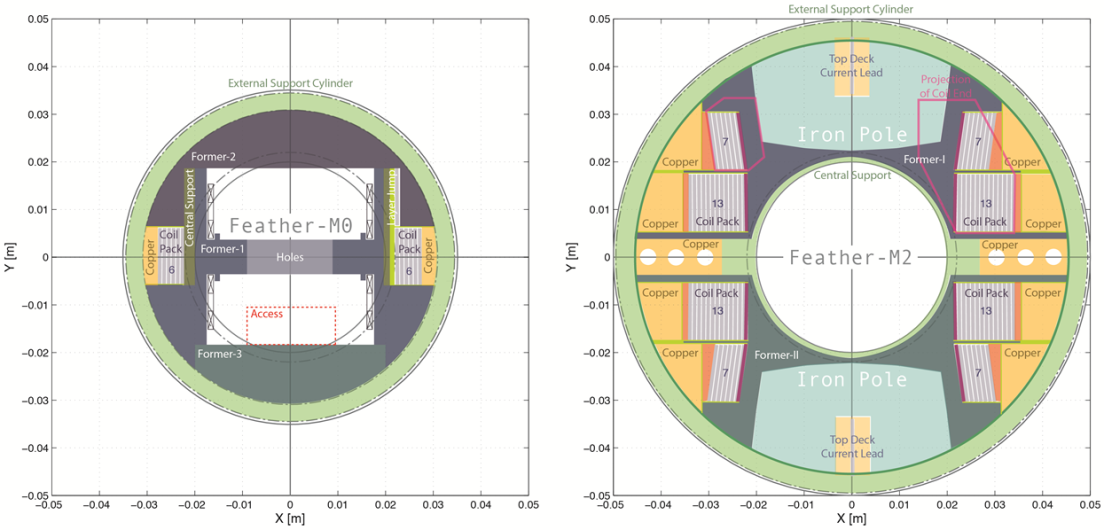 External Support Cylinder
Former-2
Central Support
Layer Jump
Feather-M0
Copper
Coil
Pack
6
Former-1
Holes
Coil
Pack
6
Copper
Access
Former-3
0.05
0.04
0.03
0.02
0.01
0
−0.01
−0.02
−0.03
−0.04
−0.05
Y [m]
−0.05
−0.04
−0.03
−0.02
−0.01
0
0.01
0.02
0.03
0.04
0.05
X [m]
External Support Cylinder
Top Deck
Current Lead
Projection
of Coil End
Iron Pole
7
7
Copper
Former-I
Copper
Central Support
13
Coil Pack
13
Coil Pack
Copper
Copper
Copper
Copper
Feather-M2
Copper
Coil Pack
13
Coil Pack
13
Copper
Copper
Former-II
Copper
7
7
Iron Pole
Top Deck
Current Lead
0.05
0.04
0.03
0.02
0.01
0
−0.01
−0.02
−0.03
−0.04
−0.05
Y [m]
−0.05
−0.04
−0.03
−0.02
−0.01
0
0.01
0.02
0.03
0.04
0.05
X [m]